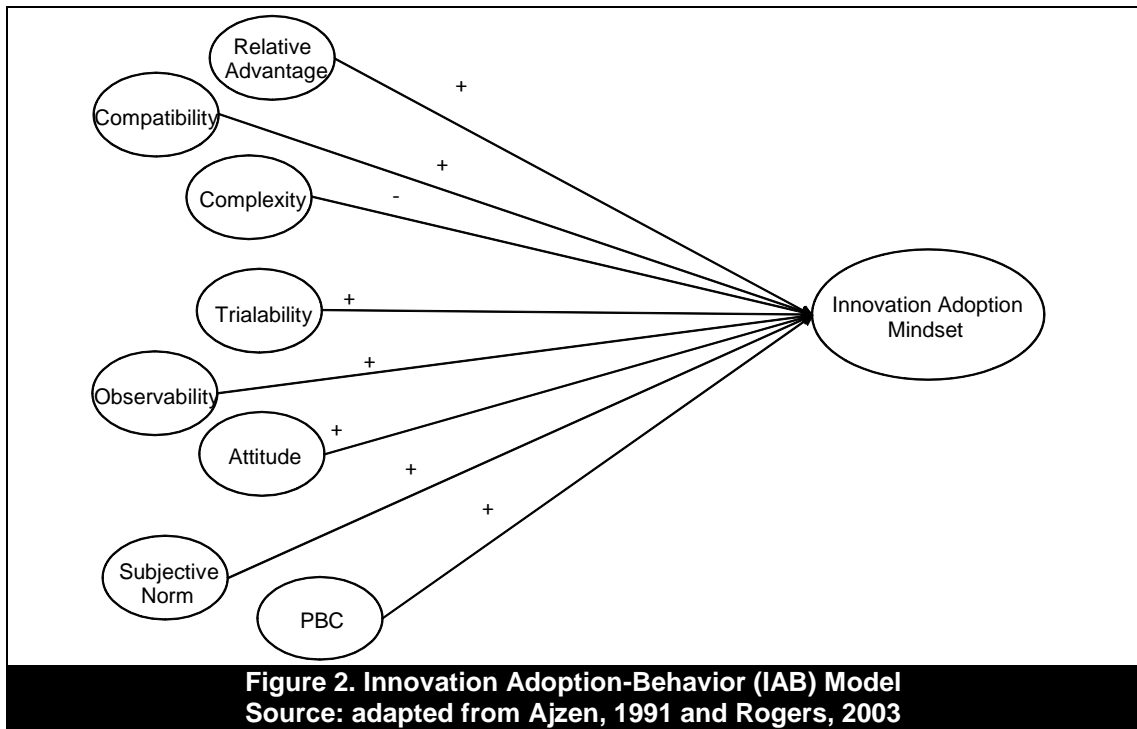 Relative
Advantage
+
Compatibility
+
Complexity
-
Trialability
+
Observability
+
Attitude
+
Subjective
Norm
+
PBC
+
Innovation Adoption
Mindset
Figure 2. Innovation Adoption-Behavior (IAB) Model
Source: adapted from Ajzen, 1991 and Rogers, 2003